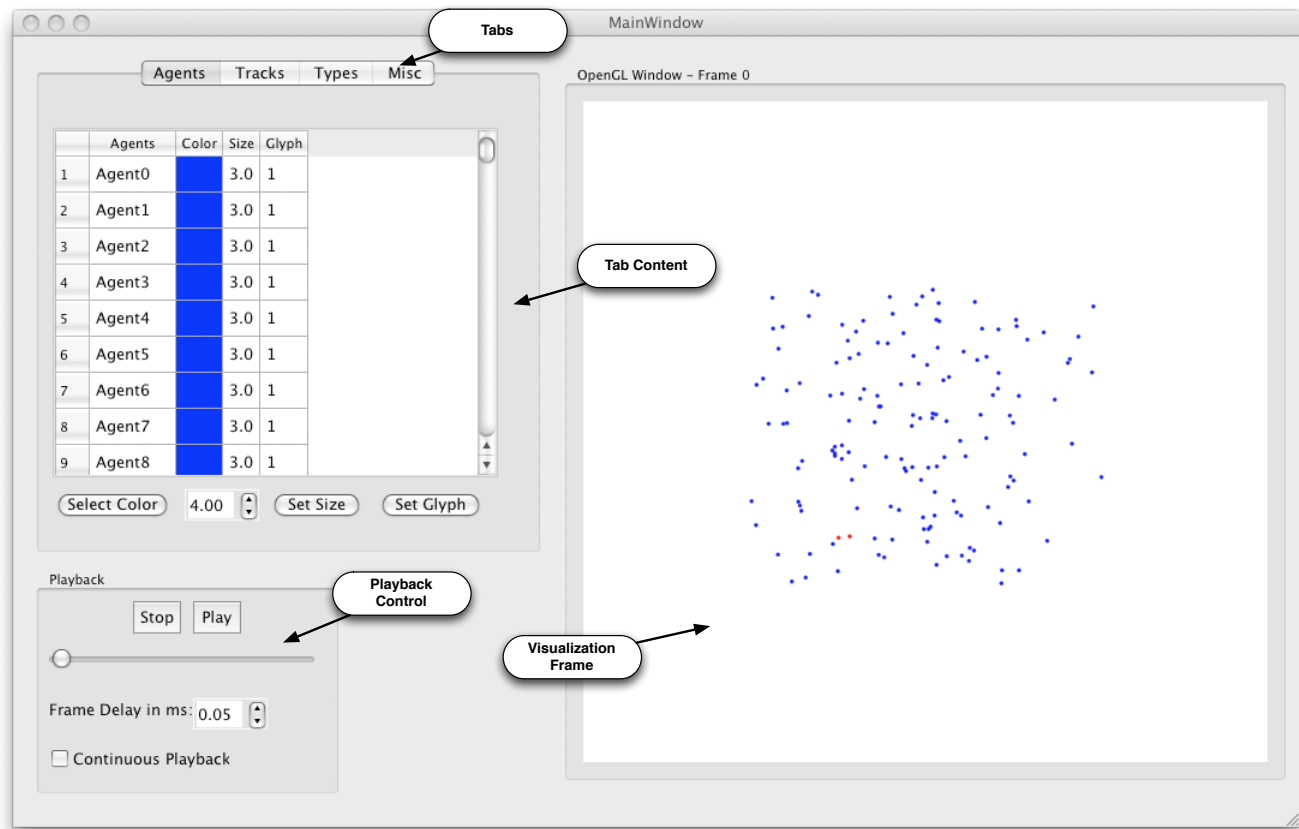 MainWindow
Tabs
Agents Tracks Types Misc
OpenGL Window – Frame 0
Agents Color Size Glyph
1 Agent0 3.0 1
2 Agent1 3.0 1
3 Agent2 3.0 1
4 Agent3 3.0 1
5 Agent4 3.0 1
6 Agent5 3.0 1
7 Agent6 3.0 1
8 Agent7 3.0 1
9 Agent8 3.0 1
Tab Content
Select Color 4.00 Set Size Set Glyph
Playback
Playback
Control
Stop Play
Visualization
Frame
Frame Delay in ms: 0.05
Continuous Playback